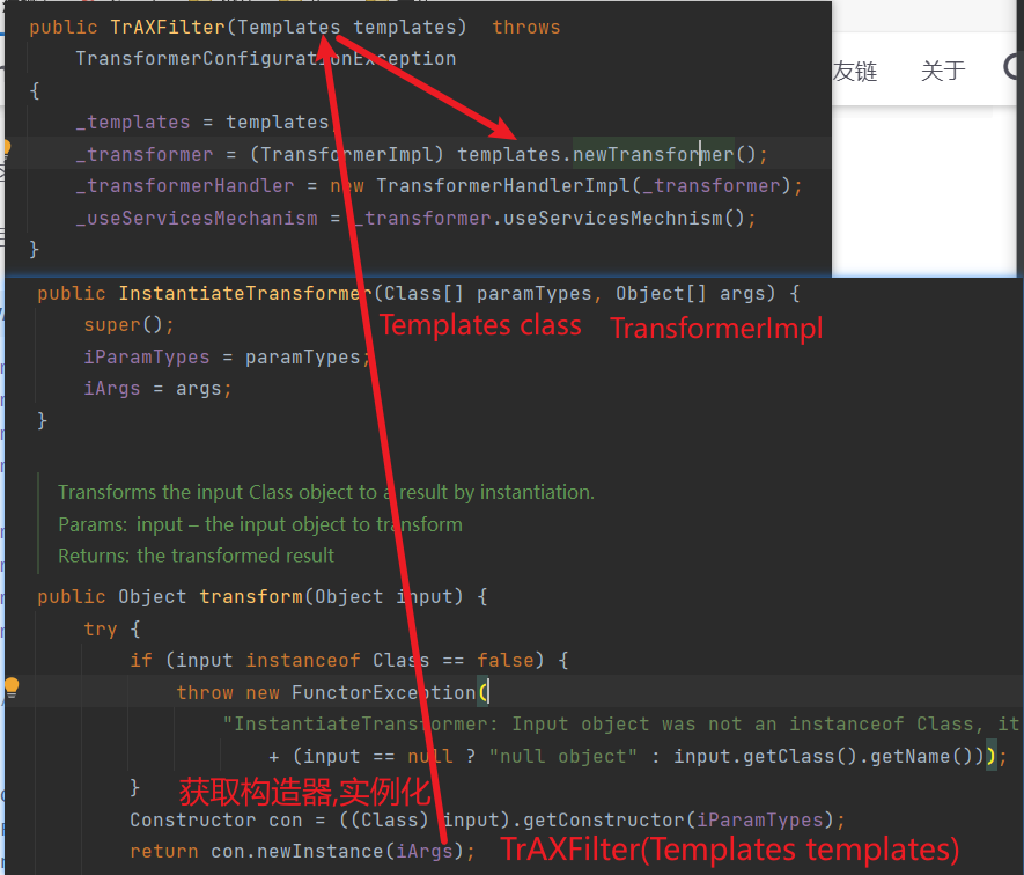 public TrAXFilter(Templates templates)  throws
TransformerConfigurationException
友链 关于
{
_templates = templates
_transformer = (TransformerImpl) templates.newTransformer();
_transformerHandler = new TransformerHandlerImpl(_transformer);
_useServicesMechanism = _transformer.useServicesMechnism();
}
public InstantiateTransformer(Class[] paramTypes, Object[] args) {
super(); Templates class TransformerImpl
iParamTypes = paramTypes;
iArgs = args;
}
Transforms the input Class object to a result by instantiation.
Params: input – the input object to transform
Returns: the transformed result
public Object transform(Object input) {
try {
if (input instanceof Class == false) {
throw new FunctorException(
"InstantiateTransformer: Input object was not an instanceof Class, it
+ (input == null ? "null object" : input.getClass().getName()));
}
获取构造器,实例化
Constructor con = ((Class) input).getConstructor(iParamTypes);
return con.newInstance(iArgs); TrAXFilter(Templates templates)